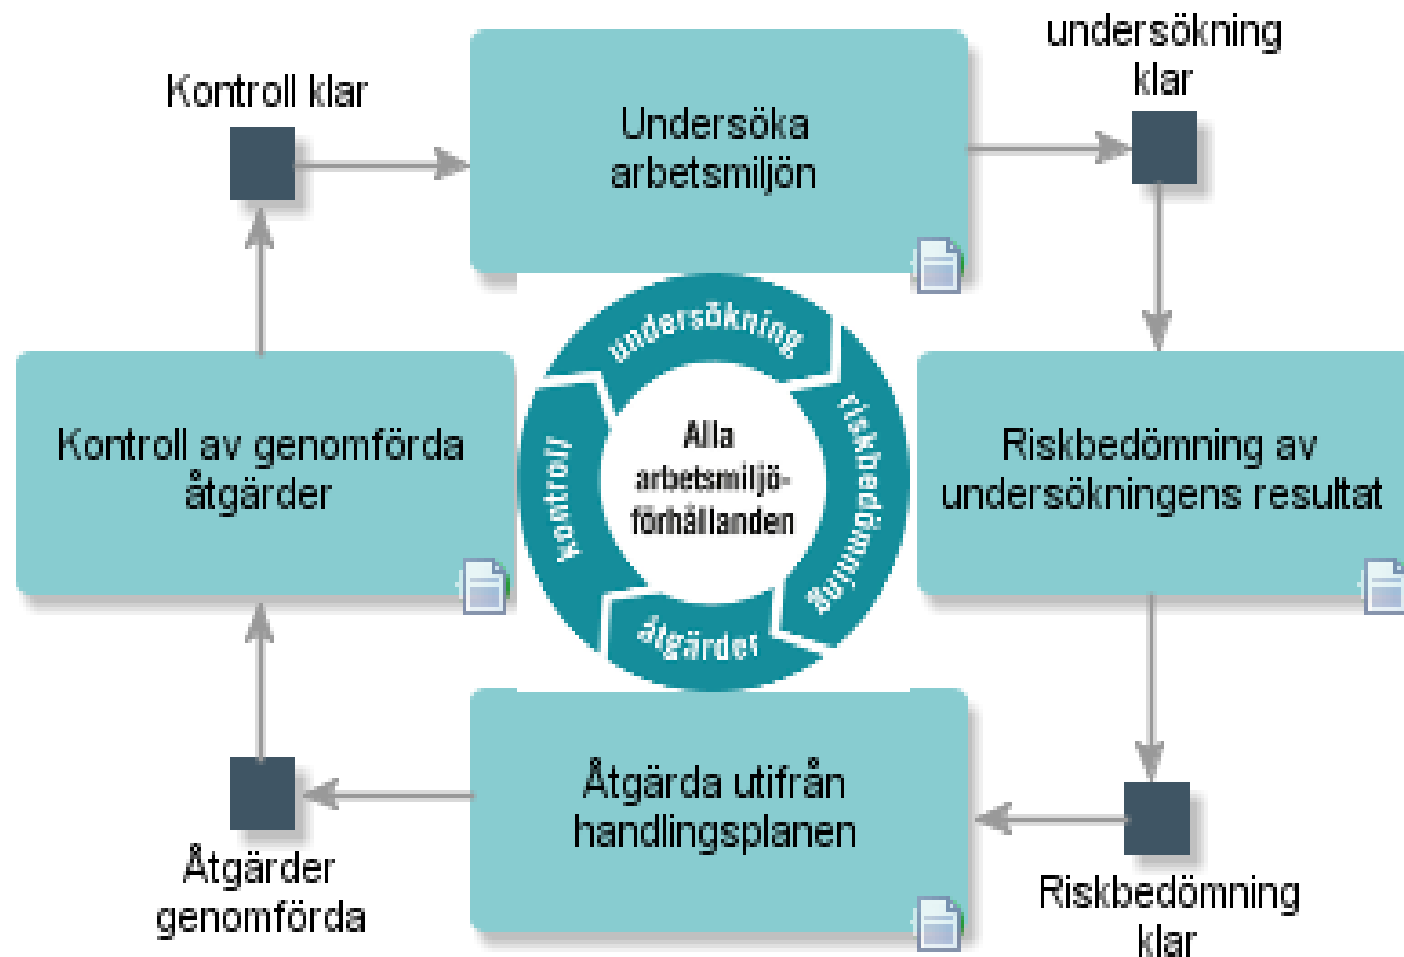 Kontroll klar
Undersöka
arbetsmiljön
undersökning
klar
Kontroll av genomförda
åtgärder
undersökning
riskbedömning
åtgärder
kontroll
Alla
arbetsmiljö-
förhållanden
Riskbedömning av
undersökningens resultat
Åtgärder
genomförda
Åtgärda utifrån
handlingsplanen
Riskbedömning
klar